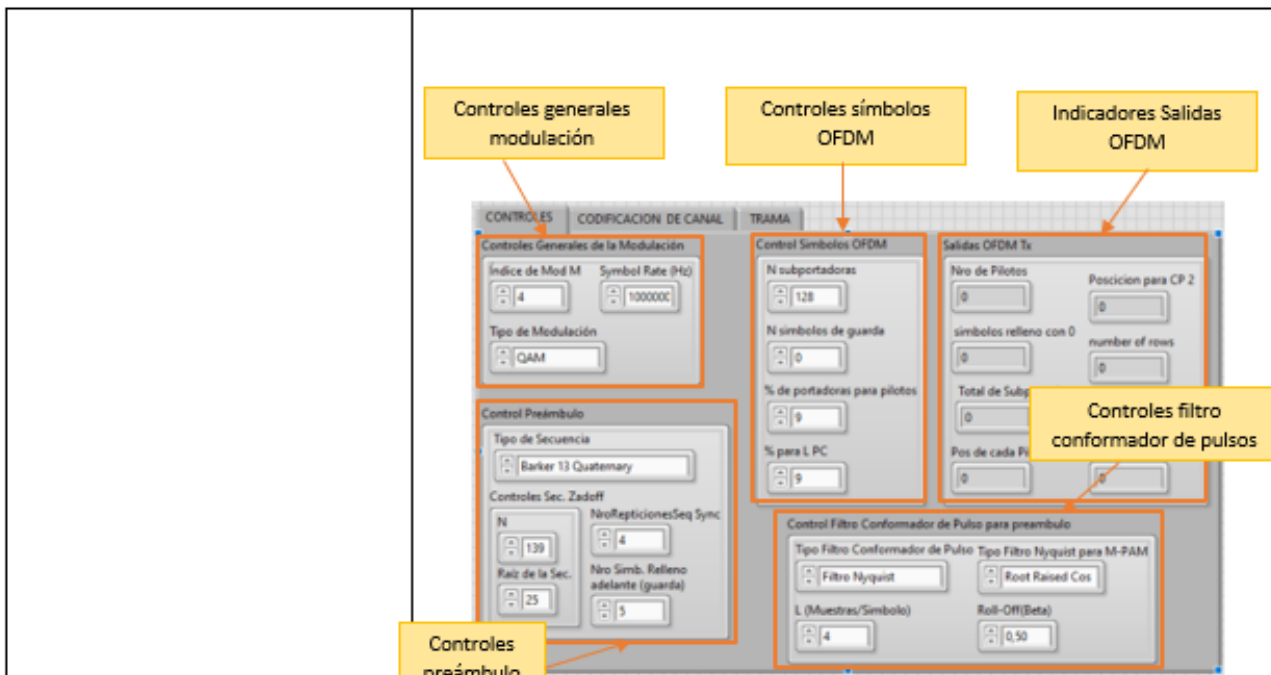 Controles generales
modulación
Controles símbolos
OFDM
Indicadores Salidas
OFDM
CONTROLES
CODIFICACION DE CANAL
TRAMA
Controles Generales de la Modulación
Índice de Mod M
Symbol Rate (Hz)
4
1000000
Tipo de Modulación
QAM
Control Preámbulo
Tipo de Secuencia
Barker 13 Quaternary
Controles Sec. Zadoff
N
139
Raiz de la Sec.
25
NroRepticionesSeq Sync
4
Nro Simb. Relleno
adelante (guarda)
5
Controles
preámbulo
Control Simbolos OFDM
N subportadoras
128
N simbolos de guarda
0
% de portadoras para pilotos
9
% para L PC
9
Salidas OFDM Tx
Nro de Pilotos
0
Poscicion para CP 2
0
simbolos relleno con 0
0
number of rows
0
Total de Subp
0
Pos de cada Pi
0
0
Controles filtro
conformador de pulsos
Control Filtro Conformador de Pulso para preambulo
Tipo Filtro Conformador de Pulso
Tipo Filtro Nyquist para M-PAM
Filtro Nyquist
Root Raised Cos
L (Muestras/Simbolo)
Roll-Off(Beta)
4
0,50